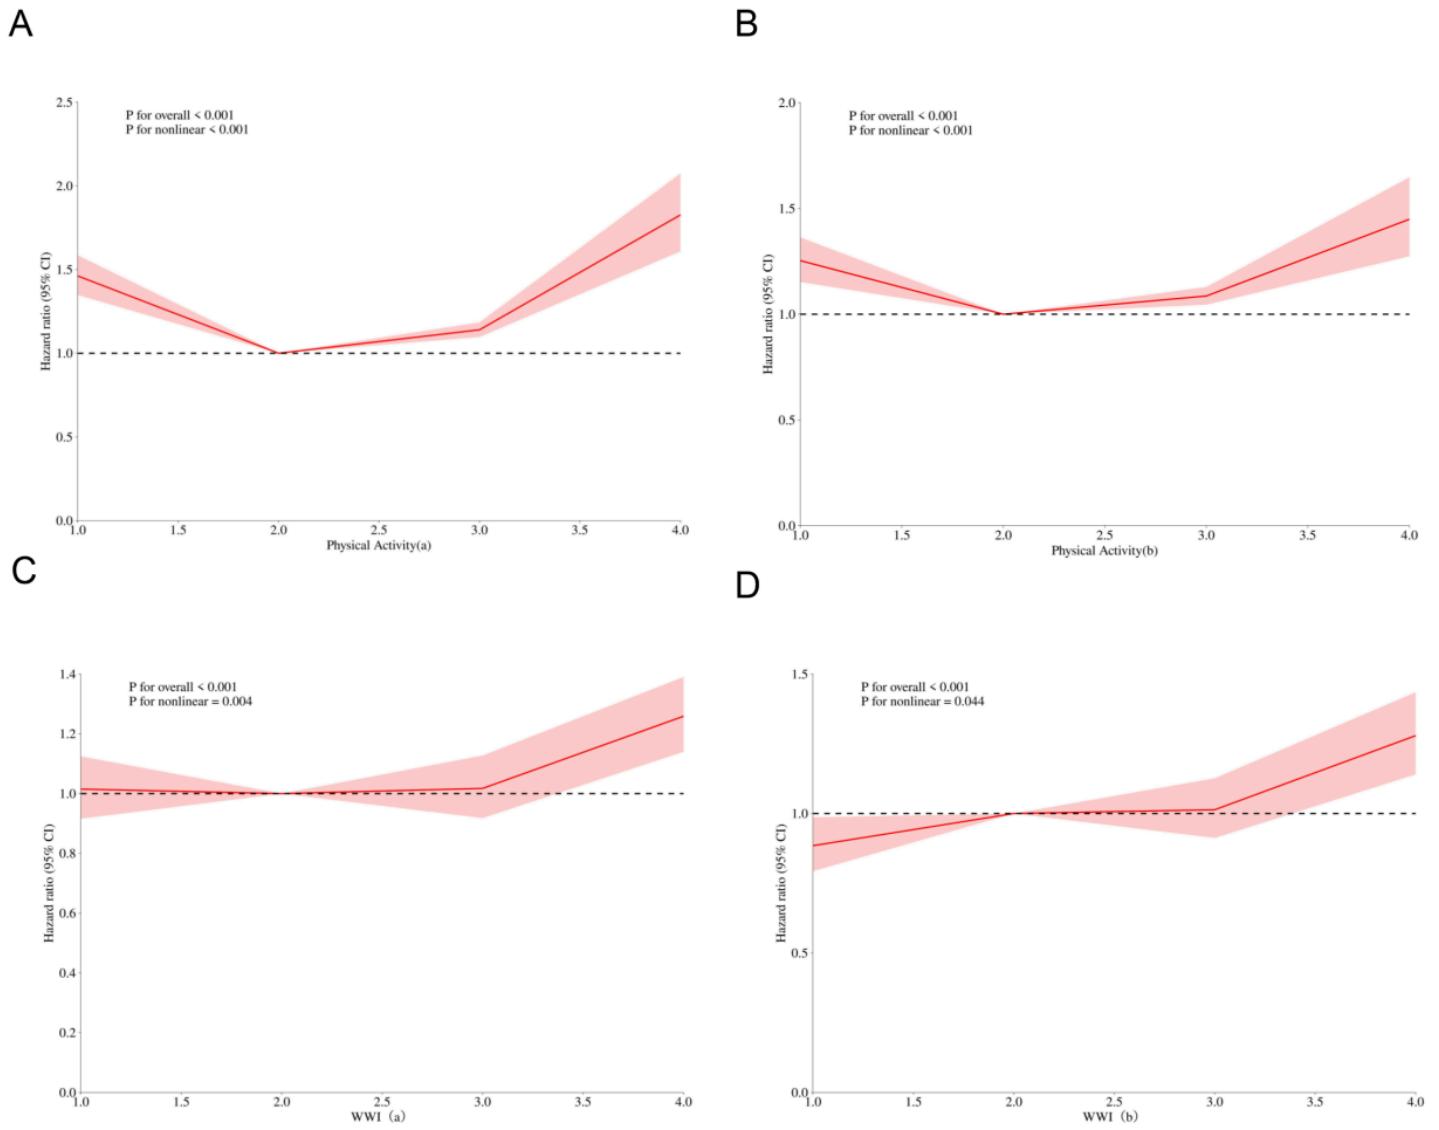 A
P for overall < 0.001
P for nonlinear < 0.001
Hazard ratio (95% CI)
2.5
2.0
1.5
1.0
0.5
0.0
1.0 1.5 2.0 2.5 3.0 3.5 4.0
Physical Activity(a)
B
P for overall < 0.001
P for nonlinear < 0.001
Hazard ratio (95% CI)
2.0
1.5
1.0
0.5
0.0
1.0 1.5 2.0 2.5 3.0 3.5 4.0
Physical Activity(b)
C
P for overall < 0.001
P for nonlinear = 0.004
Hazard ratio (95% CI)
1.4
1.2
1.0
0.8
0.6
0.4
0.2
0.0
1.0 1.5 2.0 2.5 3.0 3.5 4.0
WWI（a）
D
P for overall < 0.001
P for nonlinear = 0.044
Hazard ratio (95% CI)
1.5
1.0
0.5
0.0
1.0 1.5 2.0 2.5 3.0 3.5 4.0
WWI（b）